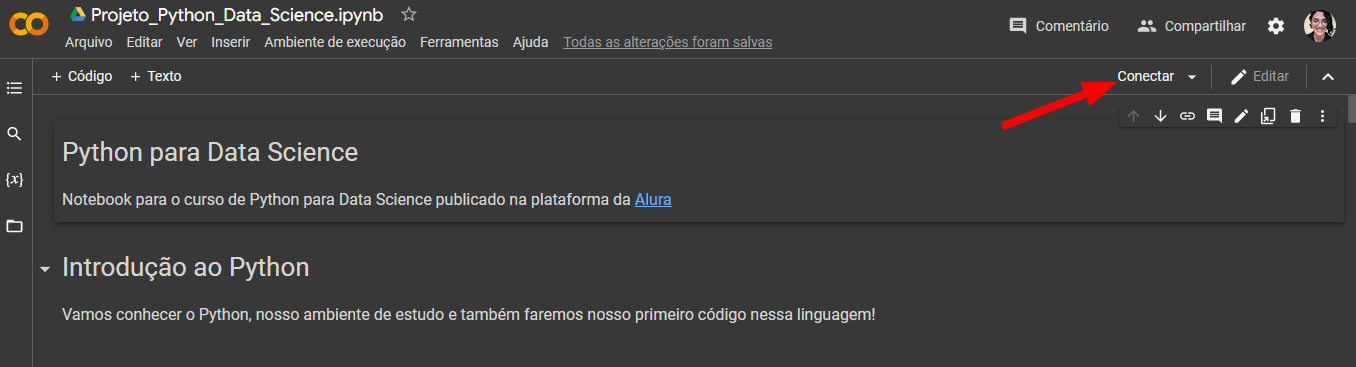 Projeto_Python_Data_Science.ipynb
Comentário
Compartilhar
Arquivo Editar Ver Inserir Ambiente de execução Ferramentas Ajuda Todas as alterações foram salvas
+ Código + Texto
Conectar
Editar
{x}
Python para Data Science
Notebook para o curso de Python para Data Science publicado na plataforma da Alura
Introdução ao Python
Vamos conhecer o Python, nosso ambiente de estudo e também faremos nosso primeiro código nessa linguagem!